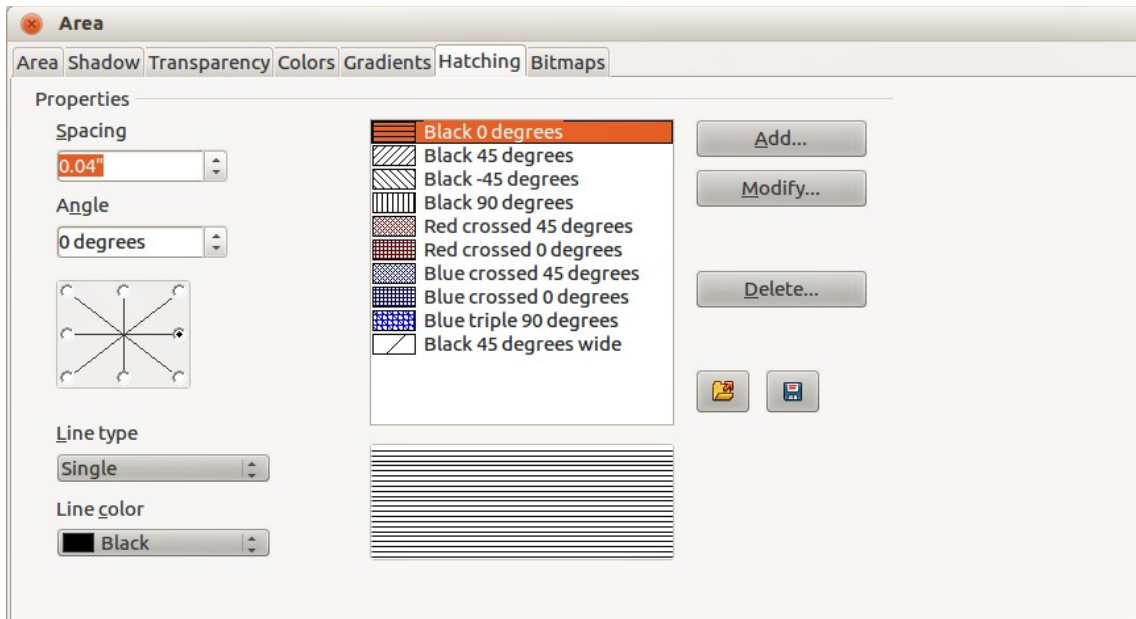 Area
Area Shadow Transparency Colors Gradients Hatching Bitmaps
Properties
Spacing
0.04"
Angle
0 degrees
Line type
Single
Line color
Black
Black 0 degrees
Black 45 degrees
Black -45 degrees
Black 90 degrees
Red crossed 45 degrees
Red crossed 0 degrees
Blue crossed 45 degrees
Blue crossed 0 degrees
Blue triple 90 degrees
Black 45 degrees wide
Add...
Modify...
Delete...